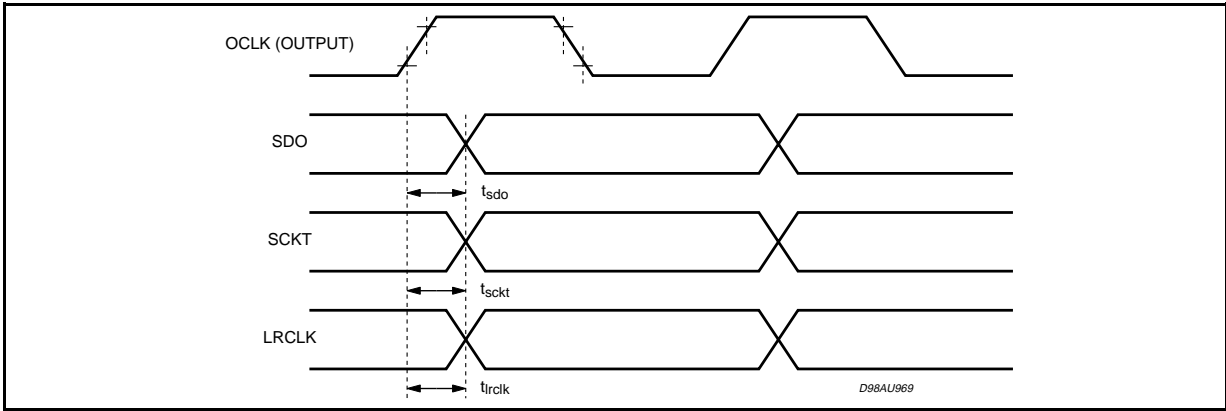 OCLK (OUTPUT)
SDO
tsdo
SCKT
tsckt
LRCLK
tlrclk
D98AU969